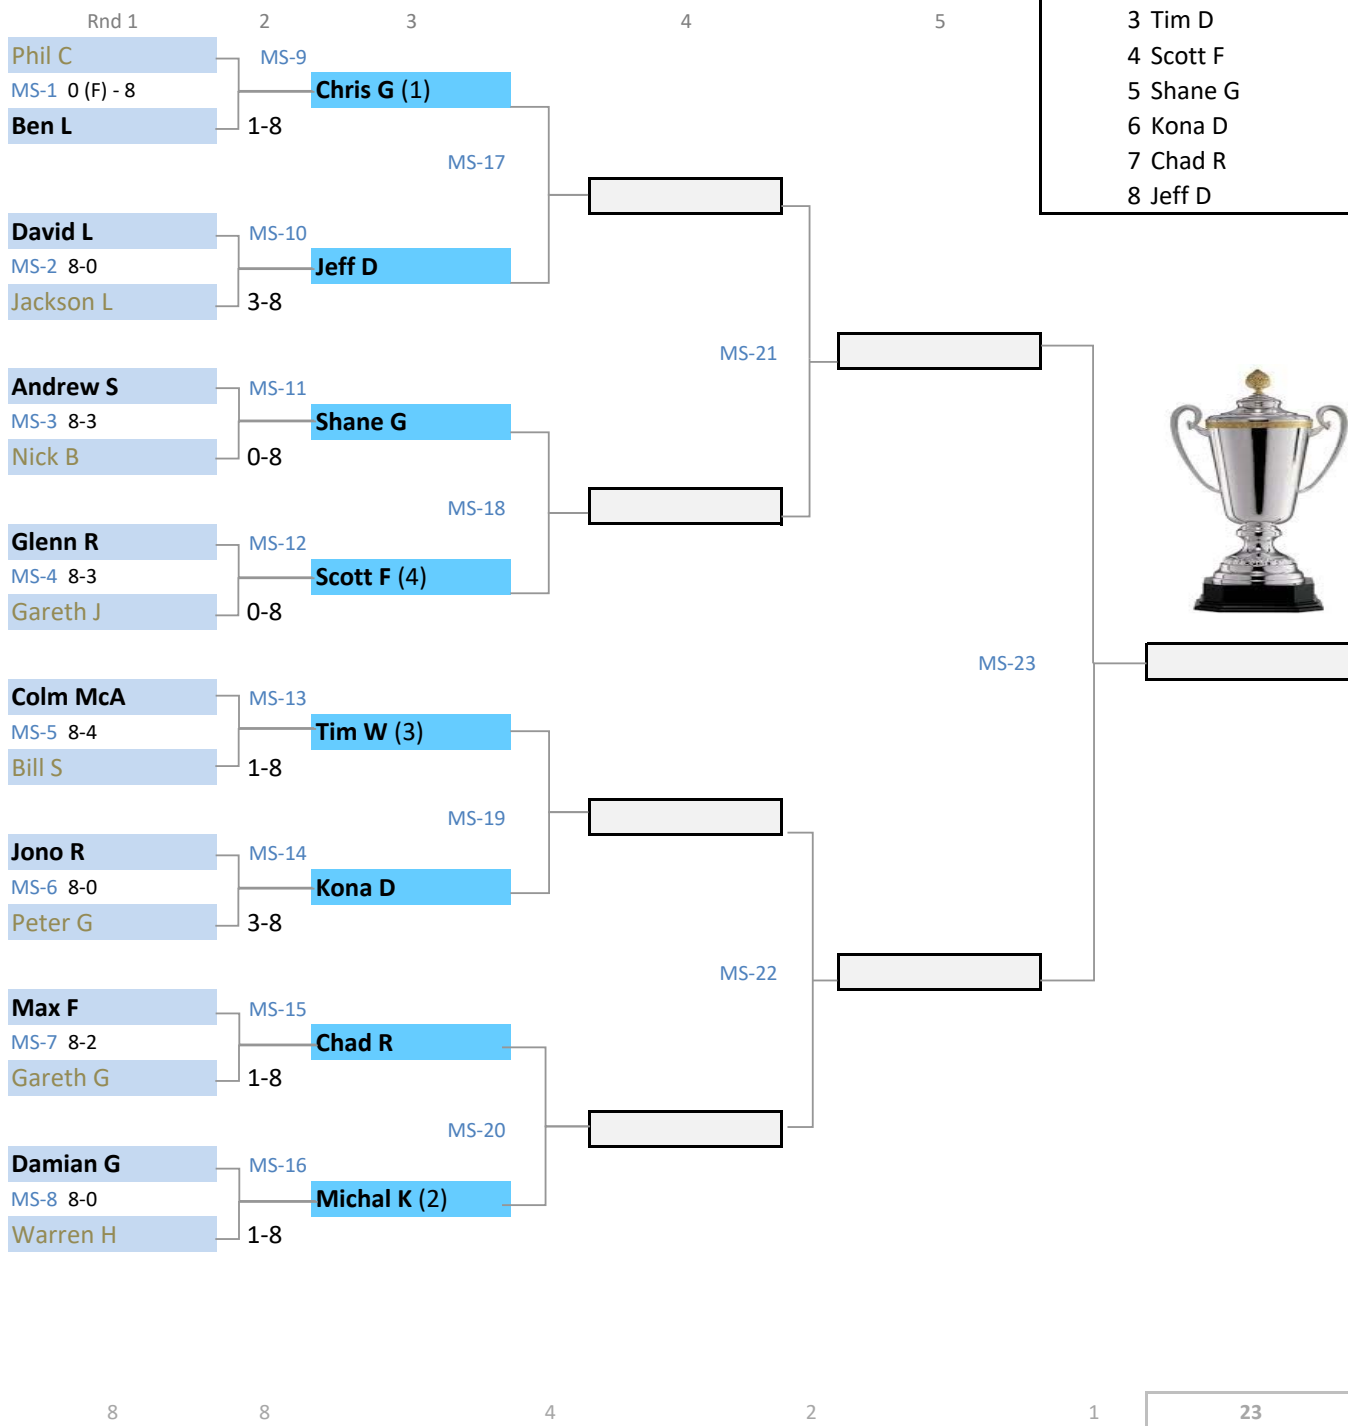 Rnd 1 2 3 4 5
3 Tim D
4 Scott F
5 Shane G
6 Kona D
7 Chad R
8 Jeff D
Phil C
MS-9
MS-1 0 (F) - 8
Chris G (1)
Ben L
1-8
MS-17
David L
MS-10
MS-2 8-0
Jeff D
Jackson L
3-8
MS-21
Andrew S
MS-11
MS-3 8-3
Shane G
Nick B
0-8
MS-18
Glenn R
MS-12
MS-4 8-3
Scott F (4)
Gareth J
0-8
MS-23
Colm McA
MS-13
MS-5 8-4
Tim W (3)
Bill S
1-8
MS-19
Jono R
MS-14
MS-6 8-0
Kona D
Peter G
3-8
MS-22
Max F
MS-15
MS-7 8-2
Chad R
Gareth G
1-8
MS-20
Damian G
MS-16
MS-8 8-0
Michal K (2)
Warren H
1-8
8 8 4 2 1 23